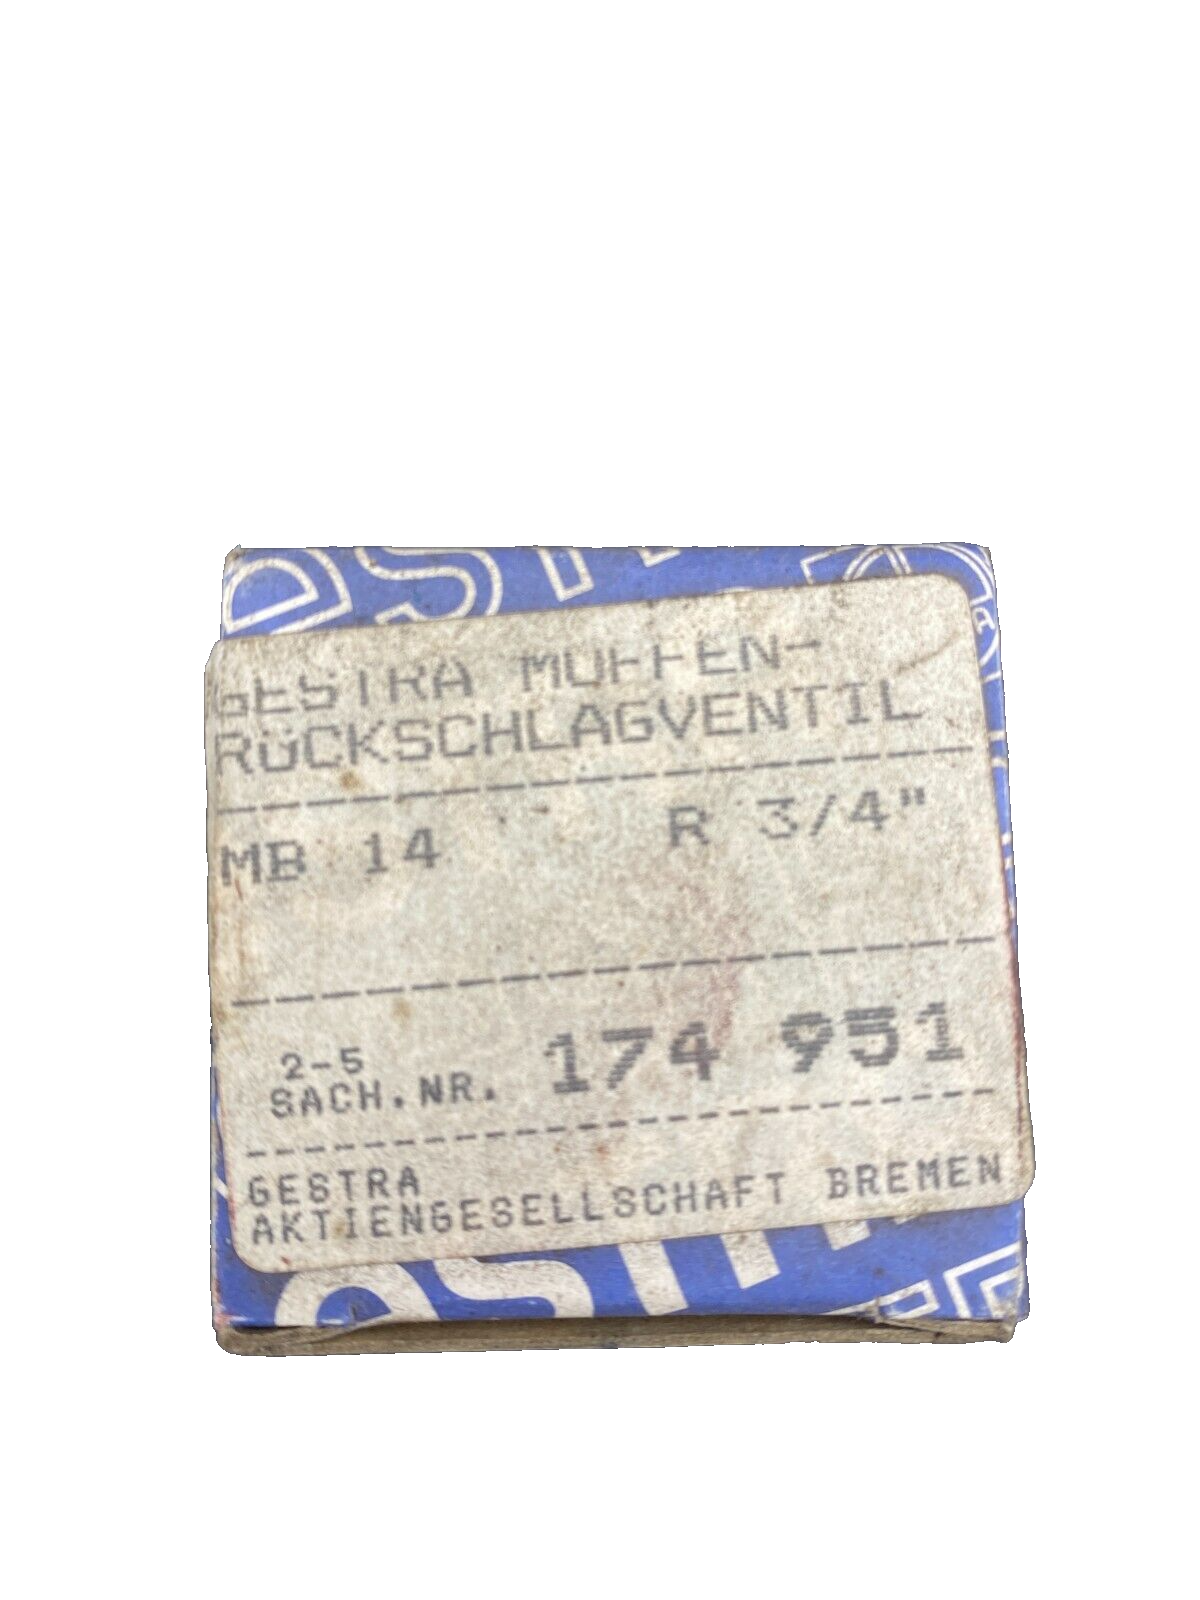 GESTRA MUFFEN-
RÜCKSCHLAGVENTIL
MB 14 R 3/4"
2-5
SACH.NR. 174 951
GESTRA
AKTIENGESELLSCHAFT BREMEN